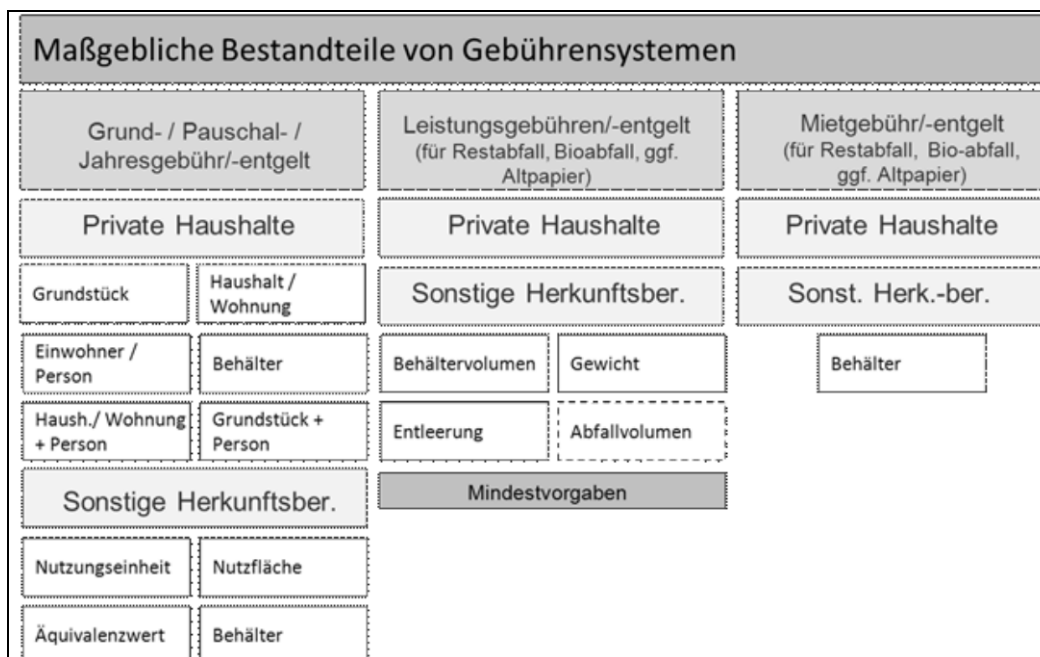 Maßgebliche Bestandteile von Gebührensystemen
Grund- / Pauschal- /
Jahresgebühr/-entgelt
Private Haushalte
Grundstück
Haushalt /
Wohnung
Einwohner /
Person
Behälter
Haush./ Wohnung
+ Person
Grundstück +
Person
Sonstige Herkunftsber.
Nutzungseinheit
Nutzfläche
Äquivalenzwert
Behälter
Leistungsgebühren/-entgelt
(für Restabfall, Bioabfall, ggf.
Altpapier)
Private Haushalte
Sonstige Herkunftsber.
Behältervolumen
Gewicht
Entleerung
Abfallvolumen
Mindestvorgaben
Mietgebühr/-entgelt
(für Restabfall, Bio-abfall,
ggf. Altpapier)
Private Haushalte
Sonst. Herk.-ber.
Behälter